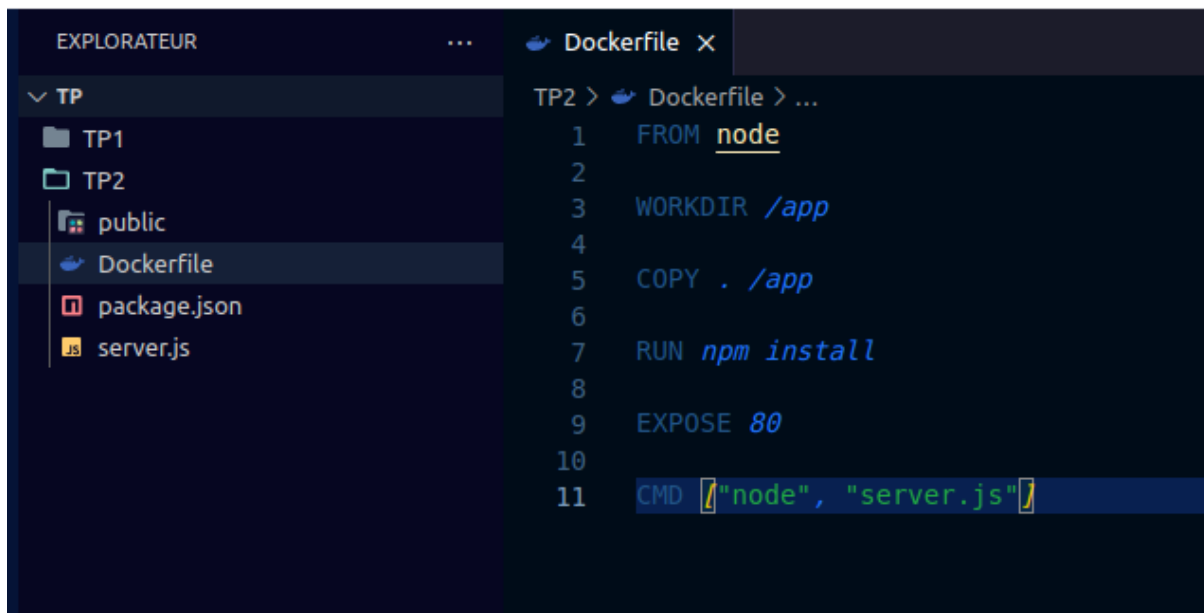 EXPLORATEUR ...
TP
TP1
TP2
public
Dockerfile
package.json
server.js
Dockerfile ×
TP2 > Dockerfile > ...
1 FROM node
2
3 WORKDIR /app
4
5 COPY . /app
6
7 RUN npm install
8
9 EXPOSE 80
10
11 CMD ["node", "server.js"]